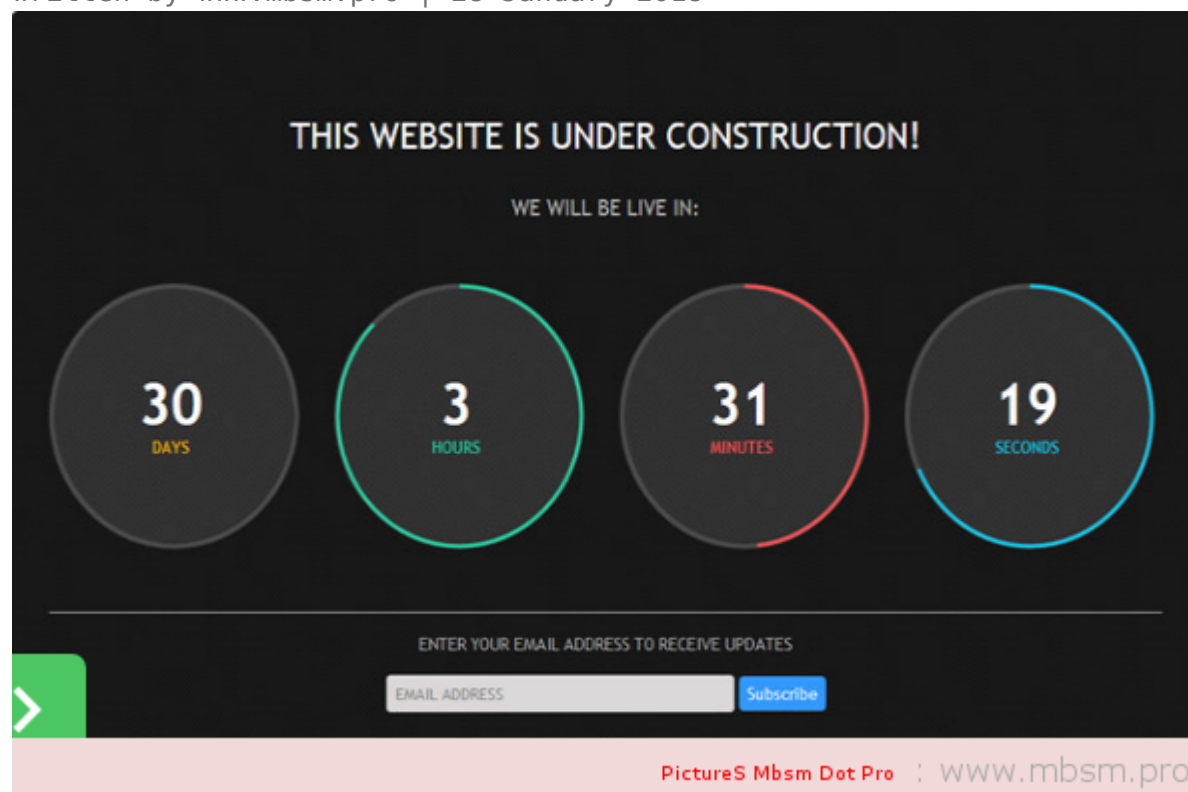 THIS WEBSITE IS UNDER CONSTRUCTION!
WE WILL BE LIVE IN:
30 3 31 19
DAYS HOURS MINUTES SECONDS
ENTER YOUR EMAIL ADDRESS TO RECEIVE UPDATES
EMAIL ADDRESS Subscribe
PictureS Mbsm Dot Pro : www.mbsm.pro